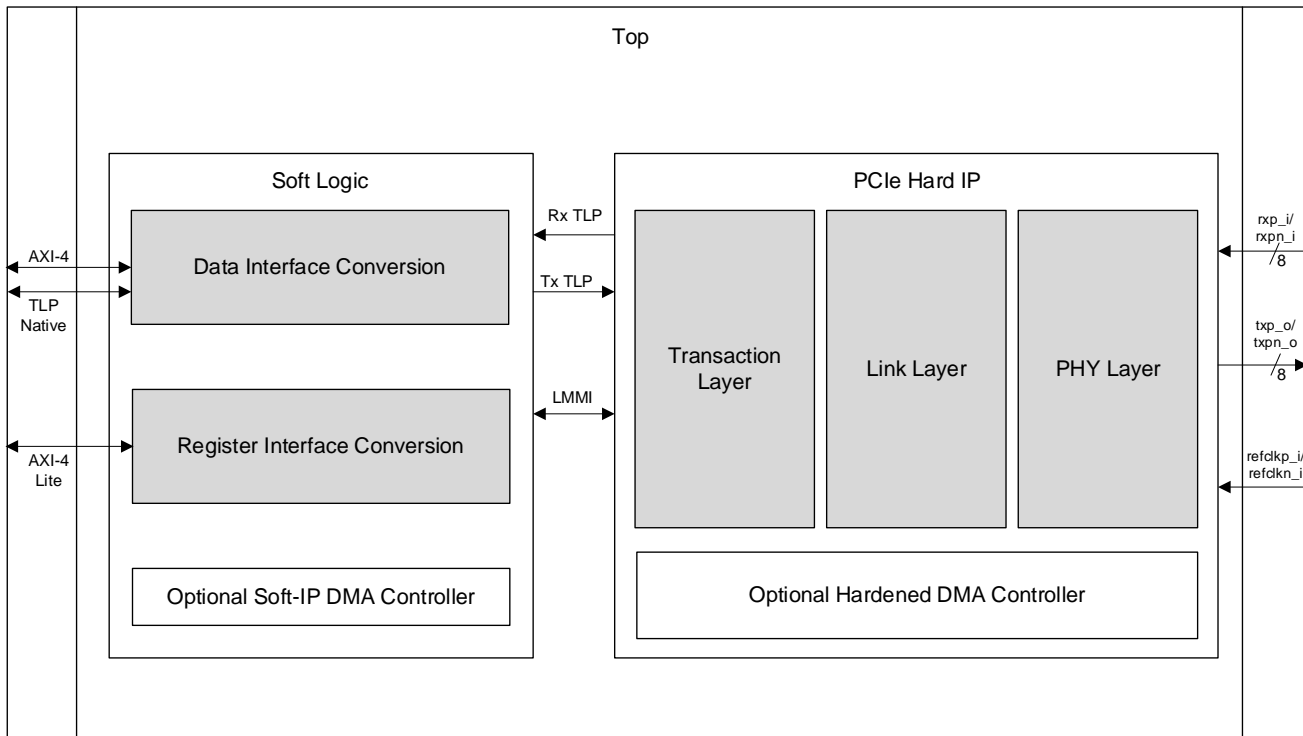 Top
Soft Logic
PCIe Hard IP
Rx TLP
rxp_i/
rxpn_i
8
AXI-4
Data Interface Conversion
Tx TLP
TLP
Native
Transaction
Layer
Link Layer
PHY Layer
txp_o/
txpn_o
8
LMMI
Register Interface Conversion
AXI-4
Lite
refclkp_i/
refclkn_i
Optional Soft-IP DMA Controller
Optional Hardened DMA Controller